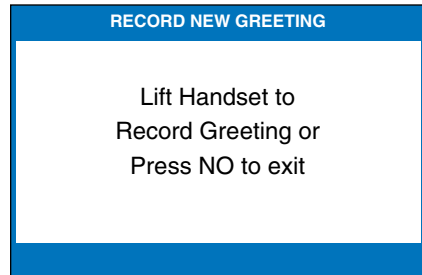 RECORD NEW GREETING
Lift Handset to
Record Greeting or
Press NO to exit